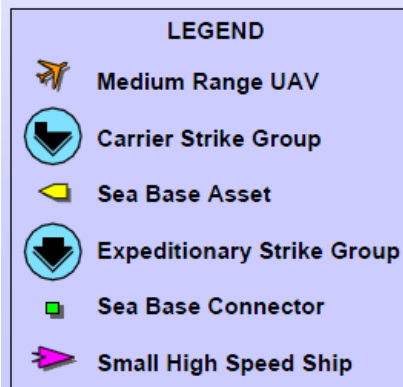 LEGEND
Medium Range UAV
Carrier Strike Group
Sea Base Asset
Expeditionary Strike Group
Sea Base Connector
Small High Speed Ship